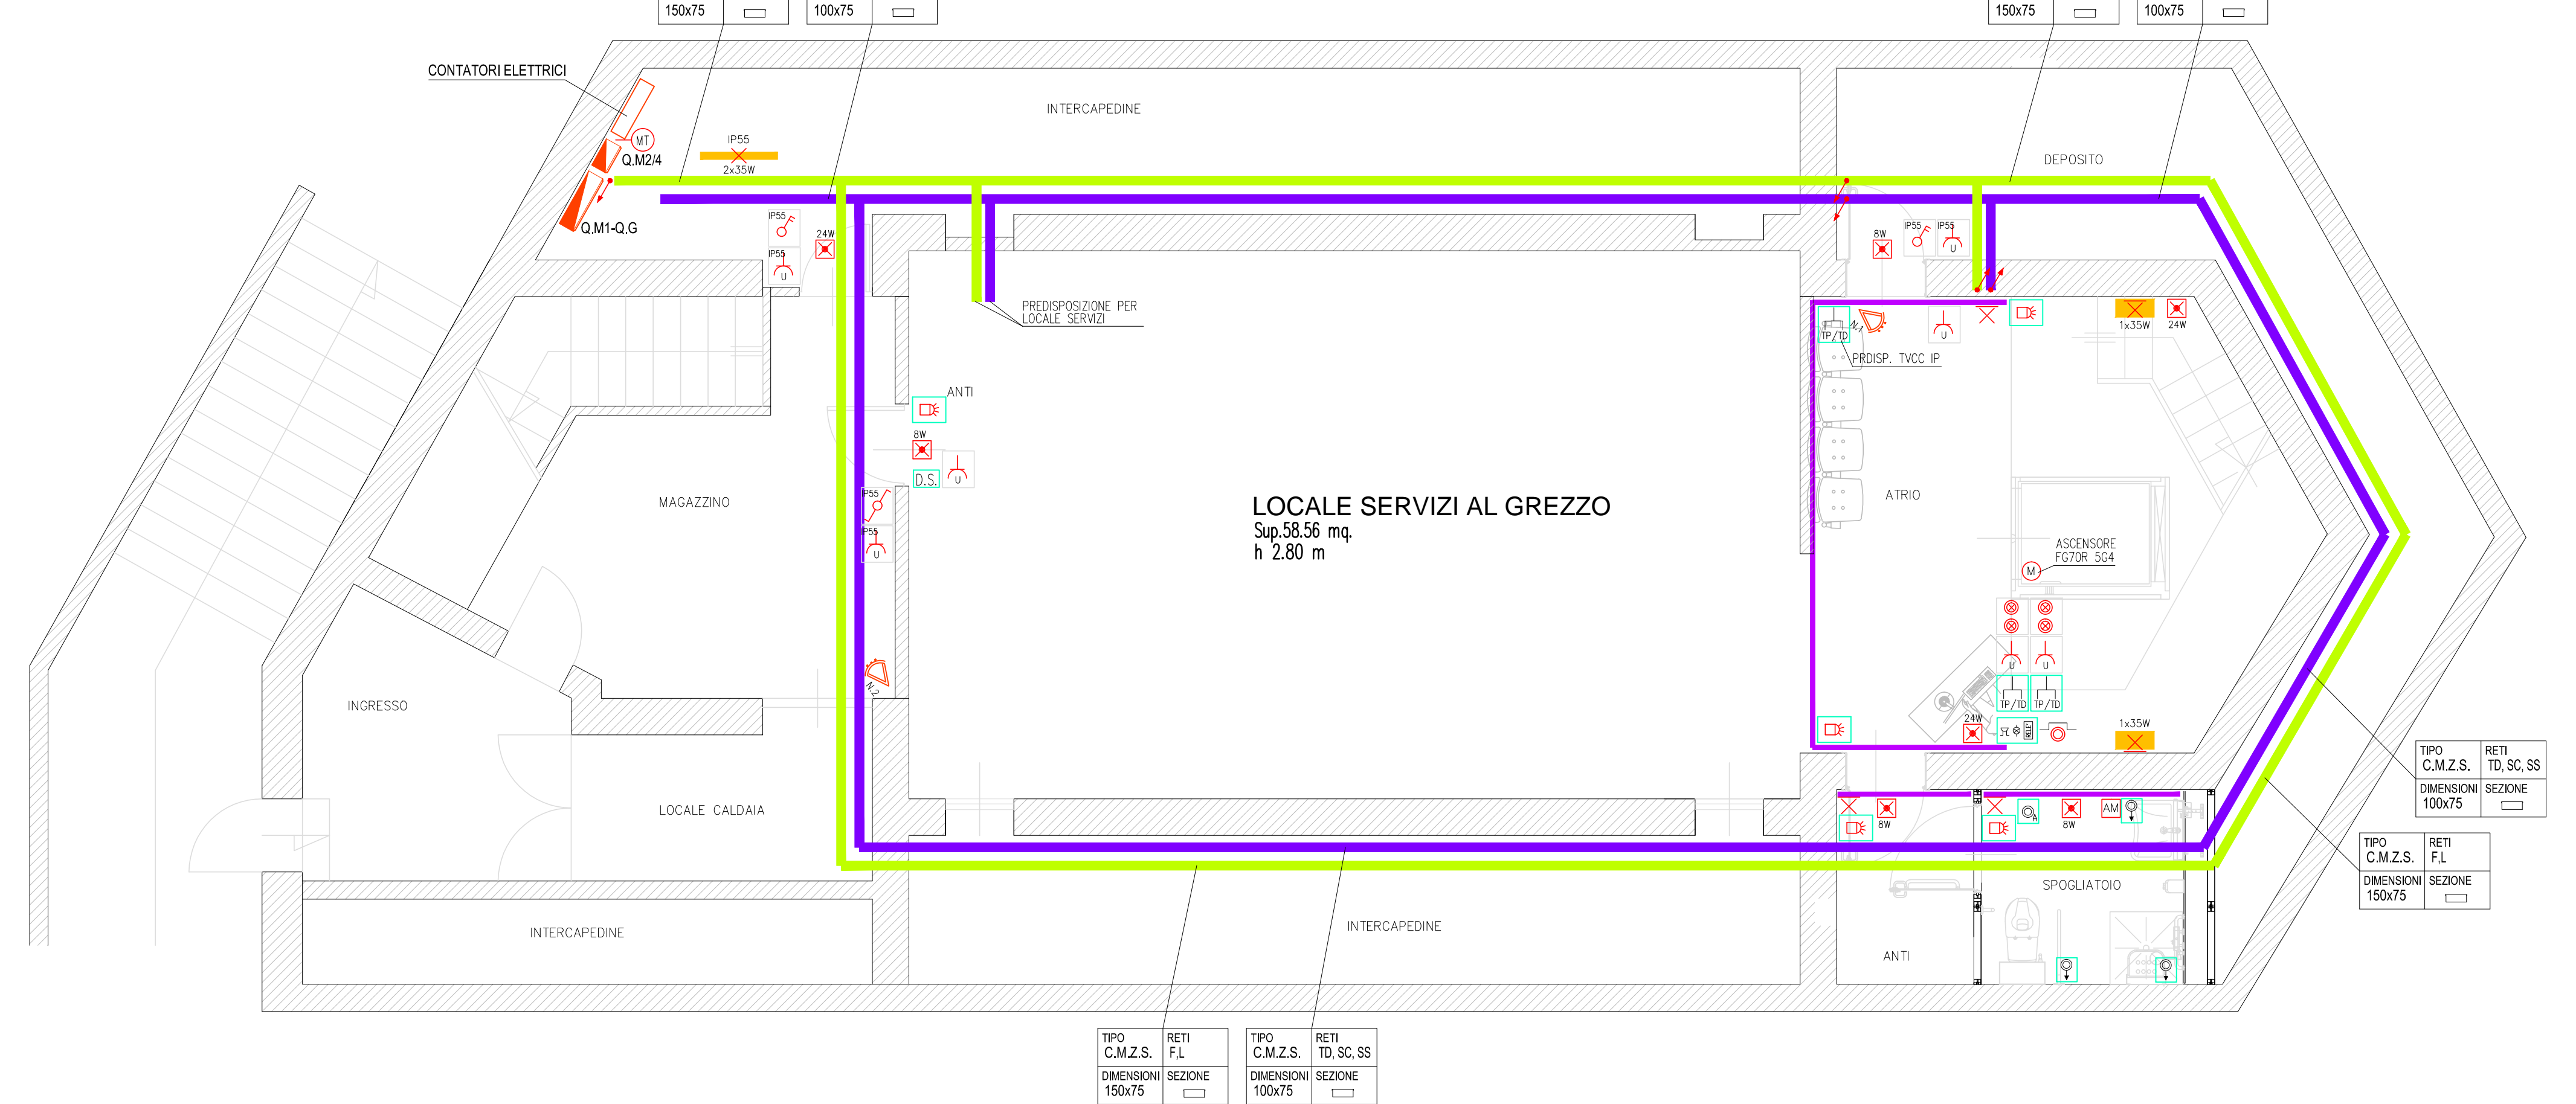 150x75
100x75
150x75
100x75
CONTATORI ELETTRICI
INTERCAPEDINE
MT
Q.M2/4
IP55
2x35W
DEPOSITO
Q.M1-Q.G
IP55
24W
IP55
U
8W
IP55
IP55
U
PREDISPOSIZIONE PER
LOCALE SERVIZI
N.1
TP/TD
U
1x35W
24W
PRDISP. TVCC IP
ANTI
8W
D.S.
U
IP55
IP55
U
MAGAZZINO
LOCALE SERVIZI AL GREZZO
Sup.58.56 mq.
h 2.80 m
ATRIO
ASCENSORE
FG7OR 5G4
M
U
U
TP/TD
TP/TD
N.2
INGRESSO
24W
RELE'
1x35W
TIPO
C.M.Z.S.
RETI
TD, SC, SS
DIMENSIONI
100x75
SEZIONE
LOCALE CALDAIA
8W
A
8W
AM
TIPO
C.M.Z.S.
RETI
F,L
DIMENSIONI
150x75
SEZIONE
SPOGLIATOIO
INTERCAPEDINE
INTERCAPEDINE
ANTI
TIPO
C.M.Z.S.
RETI
F,L
DIMENSIONI
150x75
SEZIONE
TIPO
C.M.Z.S.
RETI
TD, SC, SS
DIMENSIONI
100x75
SEZIONE